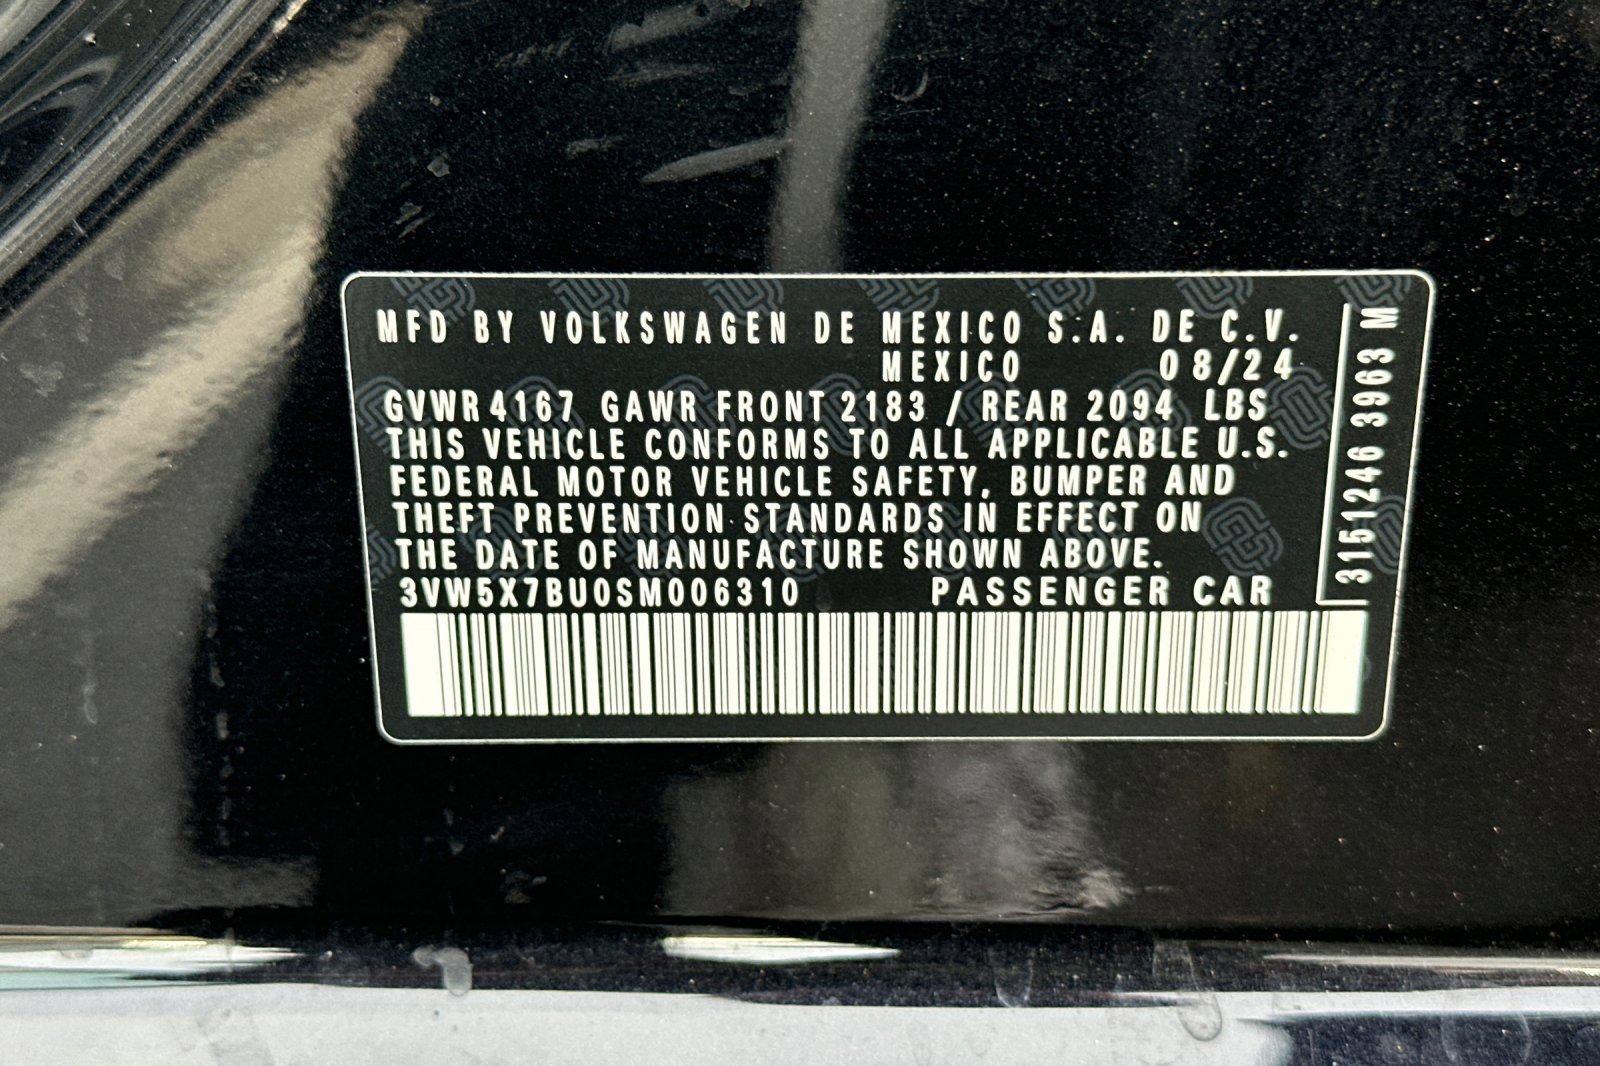 MFD BY VOLKSWAGEN DE MEXICO S.A. DE C.V.
MEXICO 08/24
GVWR 4167 GAWR FRONT 2183 / REAR 2094 LBS
THIS VEHICLE CONFORMS TO ALL APPLICABLE U.S.
FEDERAL MOTOR VEHICLE SAFETY, BUMPER AND
THEFT PREVENTION STANDARDS IN EFFECT ON
THE DATE OF MANUFACTURE SHOWN ABOVE.
3VW5X7BU0SM006310 PASSENGER CAR
3151246 3963 M